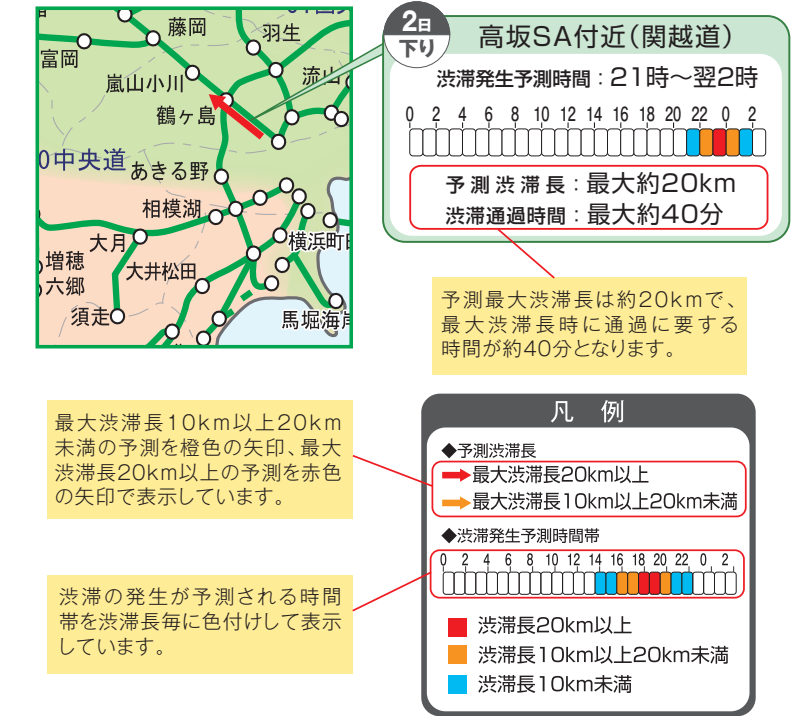 藤岡
羽生
富岡
嵐山小川
流山
鶴ヶ島
中央道
あきる野
相模湖
大月
横浜町田
増穂
大井松田
六郷
須走
馬堀海岸
2日
下り
高坂SA付近(関越道)
渋滞発生予測時間:21時～翌2時
0 2 4 6 8 10 12 14 16 18 20 22 0 2
予測渋滞長:最大約20km
渋滞通過時間:最大約40分
予測最大渋滞長は約20kmで、
最大渋滞長時に通過に要する
時間が約40分となります。
最大渋滞長10km以上20km
未満の予測を橙色の矢印、最大
渋滞長20km以上の予測を赤色
の矢印で表示しています。
渋滞の発生が予測される時間
帯を渋滞長毎に色付けして表示
しています。
凡 例
◆予測渋滞長
最大渋滞長20km以上
最大渋滞長10km以上20km未満
◆渋滞発生予測時間帯
0 2 4 6 8 10 12 14 16 18 20 22 0 2
渋滞長20km以上
渋滞長10km以上20km未満
渋滞長10km未満